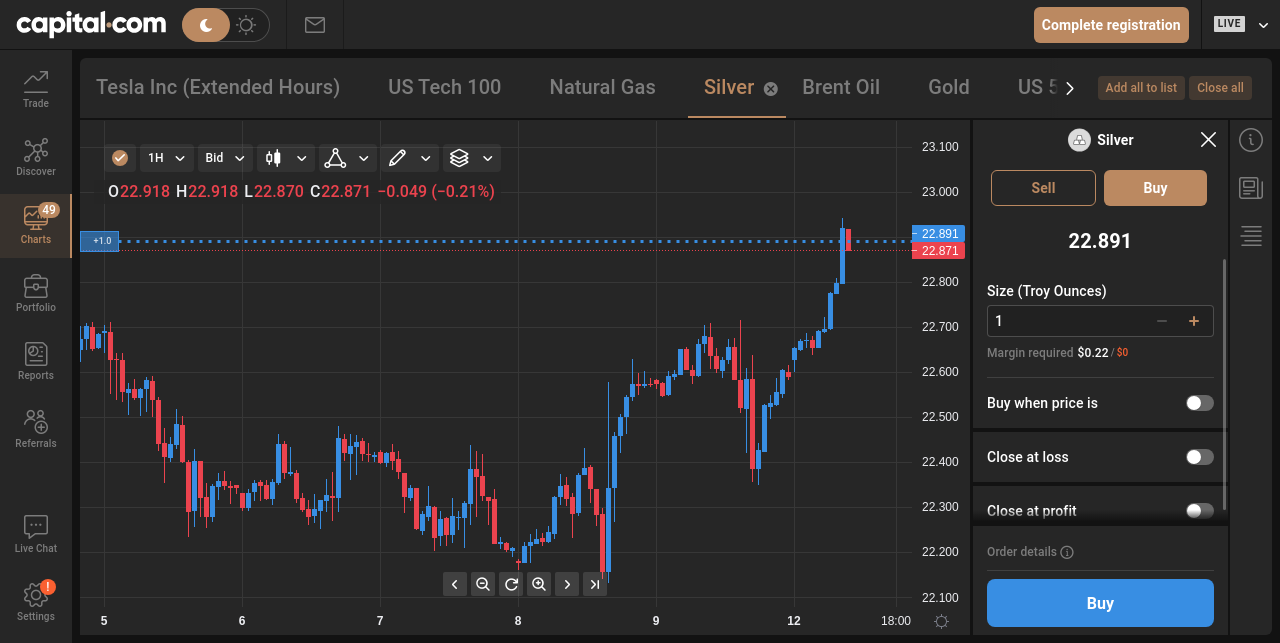 capital.com
Complete registration
LIVE
Trade
Discover
49
Charts
Portfolio
Reports
Referrals
Live Chat
!
Settings
Tesla Inc (Extended Hours)
US Tech 100
Natural Gas
Silver
Brent Oil
Gold
US 5
Add all to list
Close all
1H
Bid
O22.918 H22.918 L22.870 C22.871 −0.049 (−0.21%)
+1.0
23.100
23.000
22.891
22.871
22.800
22.700
22.600
22.500
22.400
22.300
22.200
22.100
5 6 7 8 9 12 18:00
Silver
Sell
Buy
22.891
Size (Troy Ounces)
1
Margin required $0.22 / $0
Buy when price is
Close at loss
Close at profit
Order details
Buy